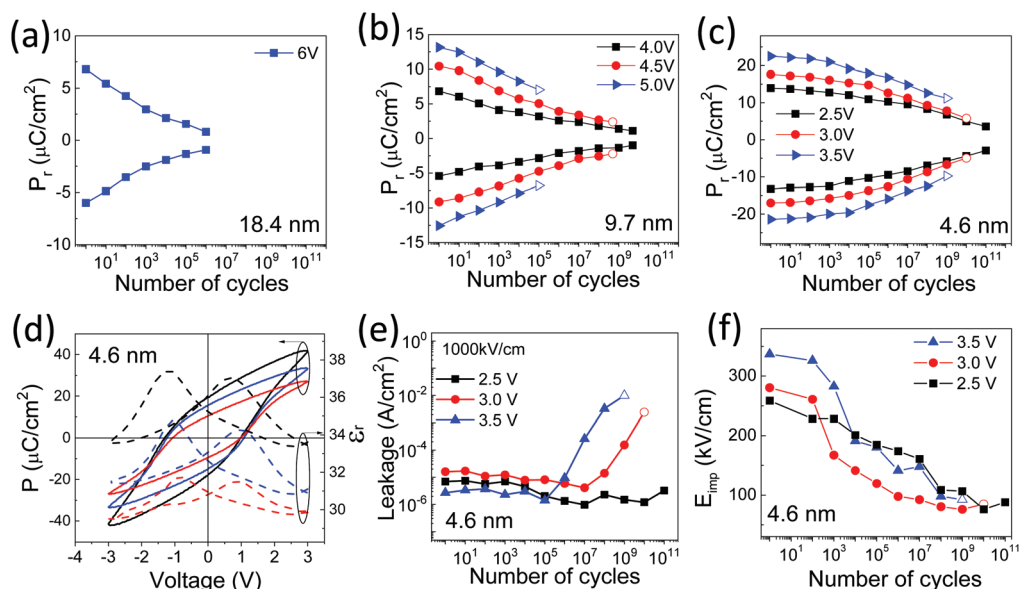 (a)
10
5
0
-5
-10
P_r (μC/cm²)
6V
18.4 nm
10¹ 10³ 10⁵ 10⁷ 10⁹
Number of cycles
(b)
15
10
5
0
-5
-10
-15
P_r (μC/cm²)
4.0V
4.5V
5.0V
9.7 nm
10¹ 10³ 10⁵ 10⁷ 10⁹ 10¹¹
Number of cycles
(c)
20
10
0
-10
-20
P_r (μC/cm²)
2.5V
3.0V
3.5V
4.6 nm
10¹ 10³ 10⁵ 10⁷ 10⁹ 10¹¹
Number of cycles
(d)
4.6 nm
40
20
0
-20
-40
P (μC/cm²)
38
36
34
32
30
ε_r
-4 -3 -2 -1 0 1 2 3
Voltage (V)
(e)
10⁰
10⁻²
10⁻⁴
10⁻⁶
Leakage (A/cm²)
1000kV/cm
2.5 V
3.0 V
3.5 V
4.6 nm
10¹ 10³ 10⁵ 10⁷ 10⁹ 10¹¹
Number of cycles
(f)
300
200
100
E_imp (kV/cm)
3.5 V
3.0 V
2.5 V
4.6 nm
10¹ 10³ 10⁵ 10⁷ 10⁹ 10¹¹
Number of cycles